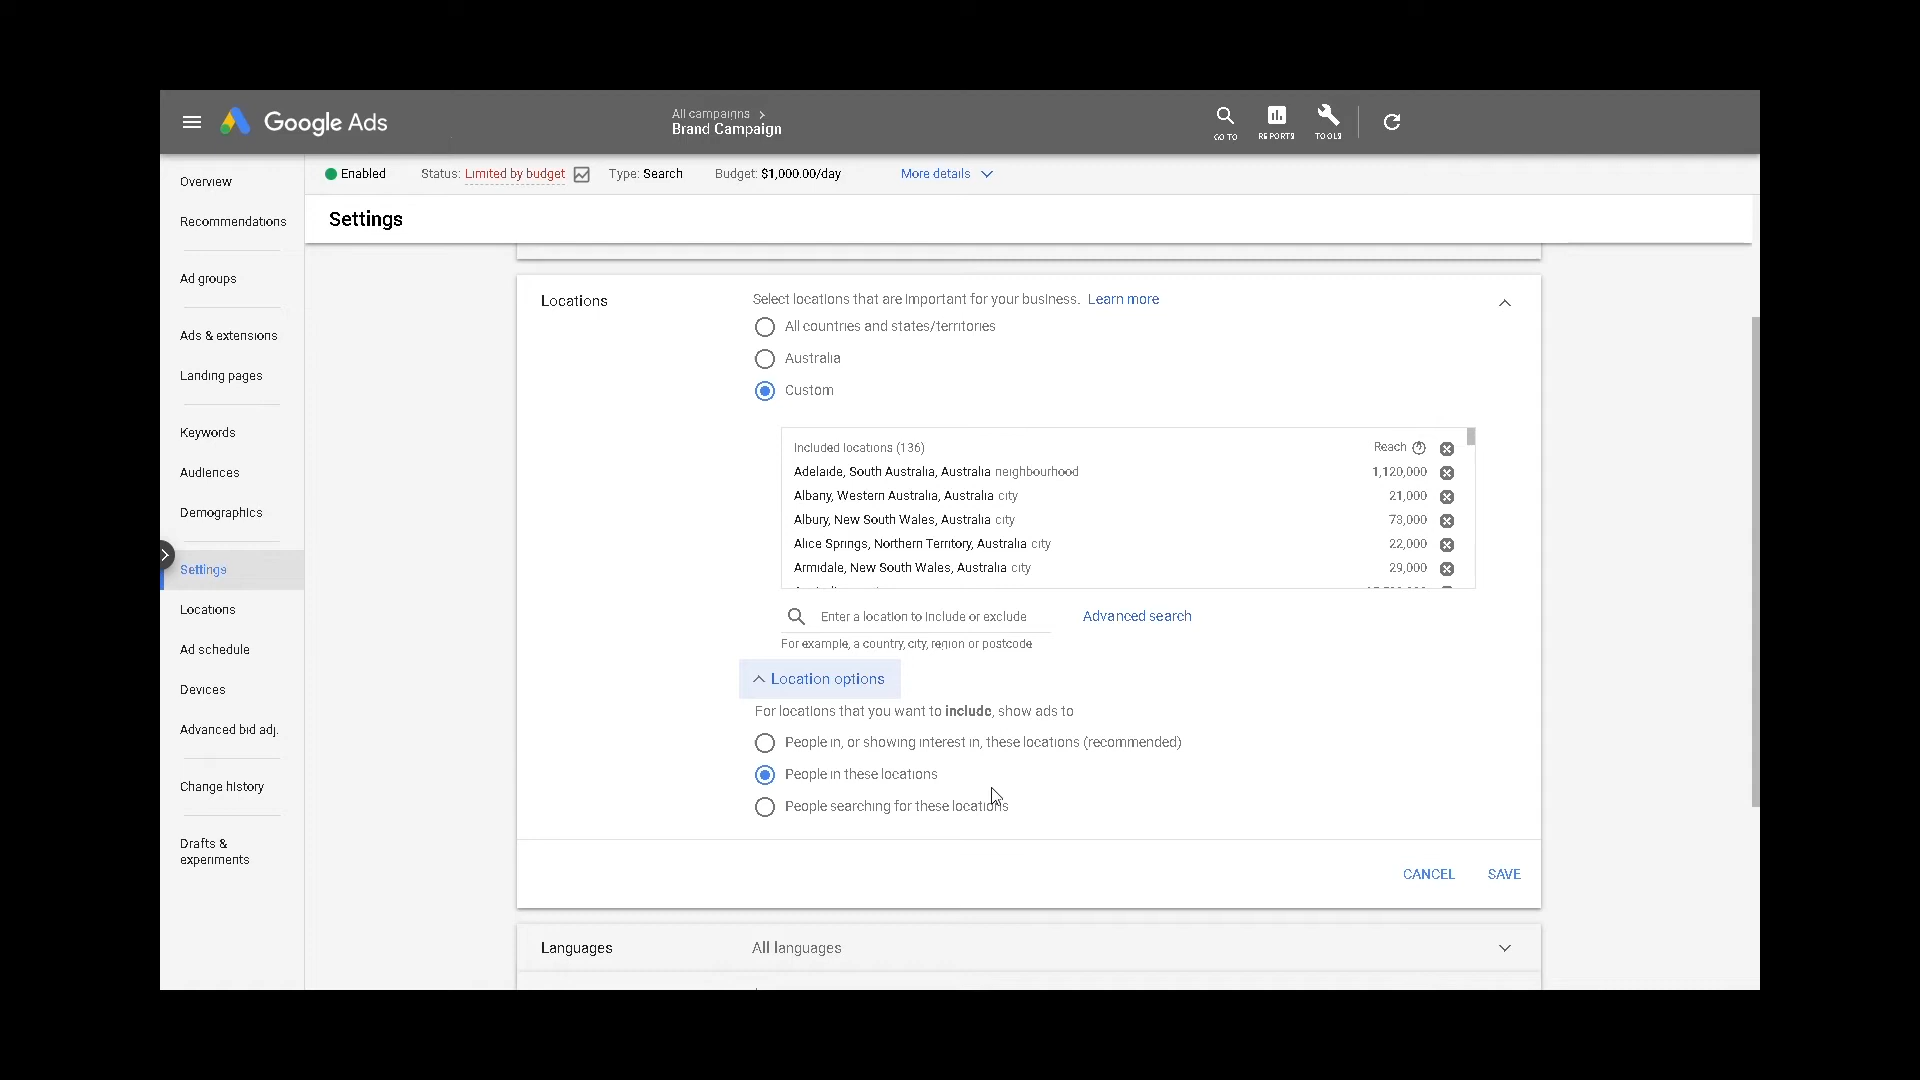 Google Ads
All campaigns >
Brand Campaign
GO TO
REPORTS
TOOLS
Overview
Recommendations
Ad groups
Ads & extensions
Landing pages
Keywords
Audiences
Demographics
Settings
Locations
Ad schedule
Devices
Advanced bid adj.
Change history
Drafts &
experiments
Enabled
Status: Limited by budget
Type: Search
Budget: $1,000.00/day
More details
Settings
Locations
Select locations that are important for your business. Learn more
All countries and states/territories
Australia
Custom
Included locations (136) Reach
Adelaide, South Australia, Australia neighbourhood 1,120,000
Albany, Western Australia, Australia city 21,000
Albury, New South Wales, Australia city 73,000
Alice Springs, Northern Territory, Australia city 22,000
Armidale, New South Wales, Australia city 29,000
Enter a location to include or exclude
Advanced search
For example, a country, city, region or postcode
Location options
For locations that you want to include, show ads to
People in, or showing interest in, these locations (recommended)
People in these locations
People searching for these locations
CANCEL
SAVE
Languages
All languages